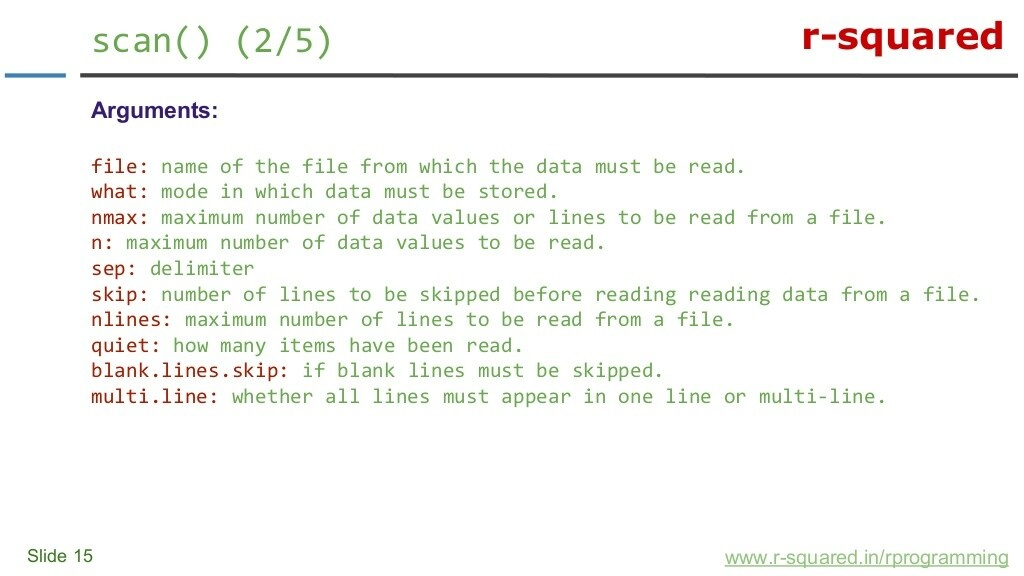 scan() (2/5)
r-squared
Arguments:
file: name of the file from which the data must be read.
what: mode in which data must be stored.
nmax: maximum number of data values or lines to be read from a file.
n: maximum number of data values to be read.
sep: delimiter
skip: number of lines to be skipped before reading reading data from a file.
nlines: maximum number of lines to be read from a file.
quiet: how many items have been read.
blank.lines.skip: if blank lines must be skipped.
multi.line: whether all lines must appear in one line or multi-line.
Slide 15
www.r-squared.in/rprogramming